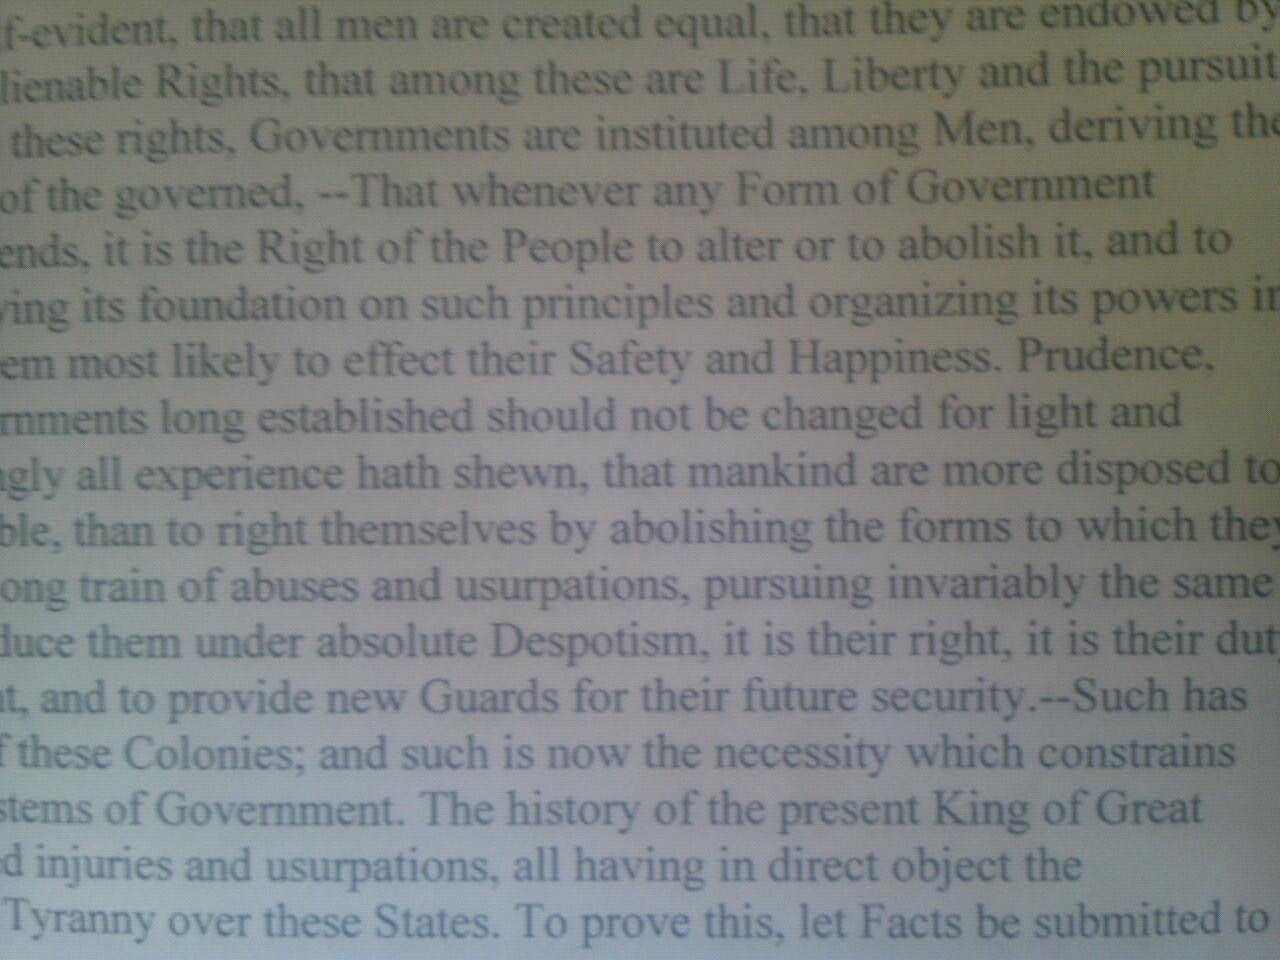 f-evident, that all men are created equal, that they are endowed by
lienable Rights, that among these are Life, Liberty and the pursuit
these rights, Governments are instituted among Men, deriving the
of the governed, --That whenever any Form of Government
ends, it is the Right of the People to alter or to abolish it, and to
ying its foundation on such principles and organizing its powers in
em most likely to effect their Safety and Happiness. Prudence,
rnments long established should not be changed for light and
ngly all experience hath shewn, that mankind are more disposed to
ble, than to right themselves by abolishing the forms to which they
ong train of abuses and usurpations, pursuing invariably the same
duce them under absolute Despotism, it is their right, it is their duty
nt, and to provide new Guards for their future security.--Such has
f these Colonies; and such is now the necessity which constrains
stems of Government. The history of the present King of Great
d injuries and usurpations, all having in direct object the
Tyranny over these States. To prove this, let Facts be submitted to